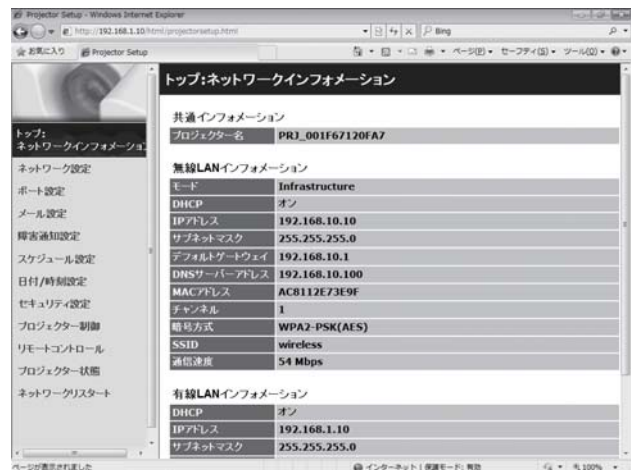 Projector Setup - Windows Internet Explorer
http://192.168.1.10/html/projectorsetup.html
Bing
お気に入り Projector Setup
ページ(P) セーフティ(S) ツール(O)
トップ:
ネットワークインフォメーション
ネットワーク設定
ポート設定
メール設定
障害通知設定
スケジュール設定
日付/時刻設定
セキュリティ設定
プロジェクター制御
リモートコントロール
プロジェクター状態
ネットワークリスタート
トップ:ネットワークインフォメーション
共通インフォメーション
プロジェクター名 PRJ_001F67120FA7
無線LANインフォメーション
モード Infrastructure
DHCP オン
IPアドレス 192.168.10.10
サブネットマスク 255.255.255.0
デフォルトゲートウェイ 192.168.10.1
DNSサーバーアドレス 192.168.10.100
MACアドレス AC8112E73E9F
チャンネル 1
暗号方式 WPA2-PSK(AES)
SSID wireless
通信速度 54 Mbps
有線LANインフォメーション
DHCP オン
IPアドレス 192.168.1.10
サブネットマスク 255.255.255.0
ページが表示されました
インターネット | 保護モード: 無効
100%